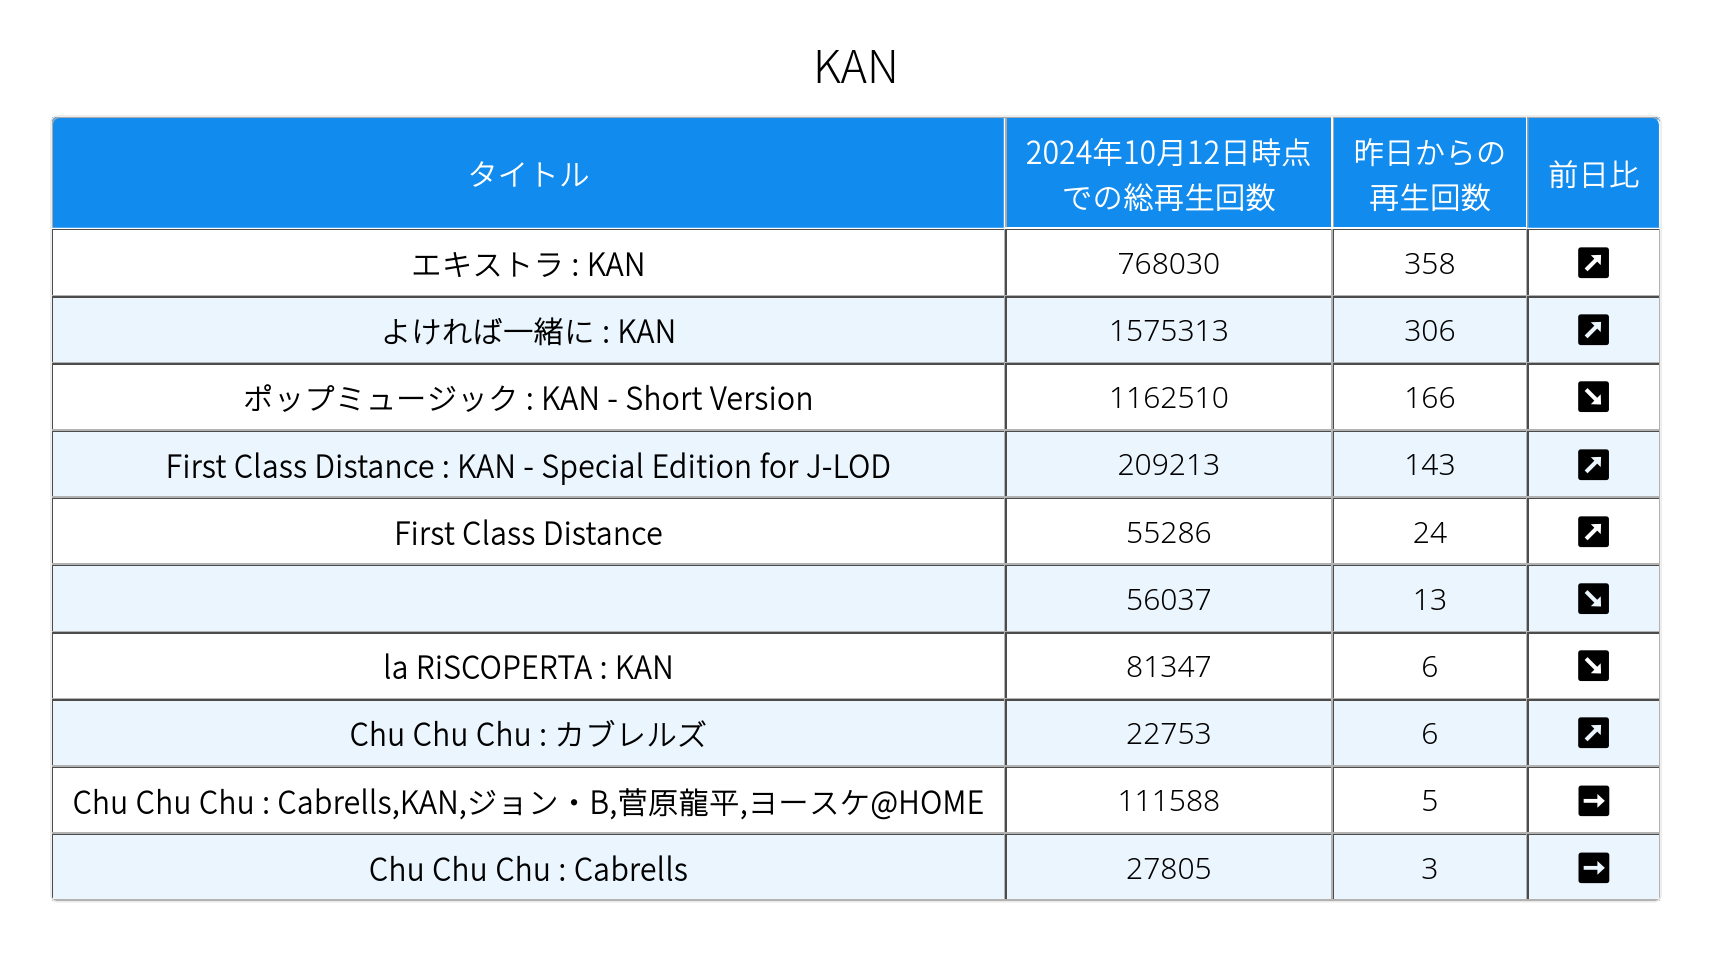 KAN
タイトル
2024年10月12日時点
での総再生回数
昨日からの
再生回数
前日比
エキストラ : KAN 768030 358
よければ一緒に : KAN 1575313 306
ポップミュージック : KAN - Short Version 1162510 166
First Class Distance : KAN - Special Edition for J-LOD 209213 143
First Class Distance 55286 24
56037 13
la RiSCOPERTA : KAN 81347 6
Chu Chu Chu : カブレルズ 22753 6
Chu Chu Chu : Cabrells,KAN,ジョン・B,菅原龍平,ヨースケ@HOME 111588 5
Chu Chu Chu : Cabrells 27805 3